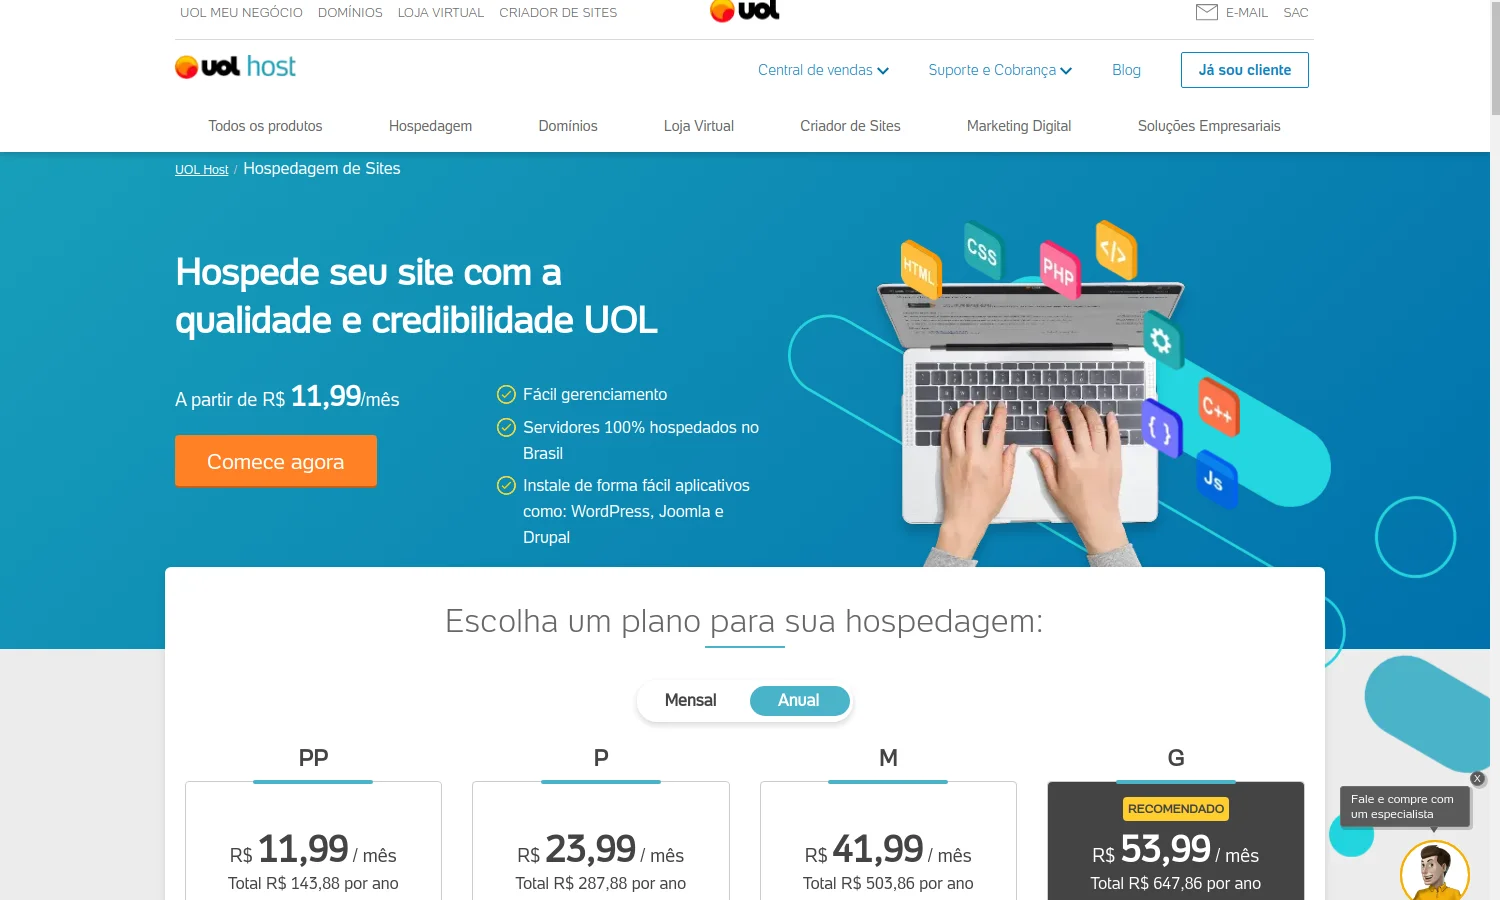 UOL MEU NEGÓCIO DOMÍNIOS LOJA VIRTUAL CRIADOR DE SITES uol E-MAIL SAC
uol host Central de vendas Suporte e Cobrança Blog Já sou cliente
Todos os produtos Hospedagem Domínios Loja Virtual Criador de Sites Marketing Digital Soluções Empresariais
UOL Host / Hospedagem de Sites
Hospede seu site com a
qualidade e credibilidade UOL
A partir de R$ 11,99/mês
Comece agora
Fácil gerenciamento
Servidores 100% hospedados no
Brasil
Instale de forma fácil aplicativos
como: WordPress, Joomla e
Drupal
HTML
CSS
PHP
</>
C++
{ }
Js
Escolha um plano para sua hospedagem:
Mensal Anual
PP P M G
RECOMENDADO
R$ 11,99 / mês R$ 23,99 / mês R$ 41,99 / mês R$ 53,99 / mês
Total R$ 143,88 por ano Total R$ 287,88 por ano Total R$ 503,86 por ano Total R$ 647,86 por ano
X
Fale e compre com
um especialista